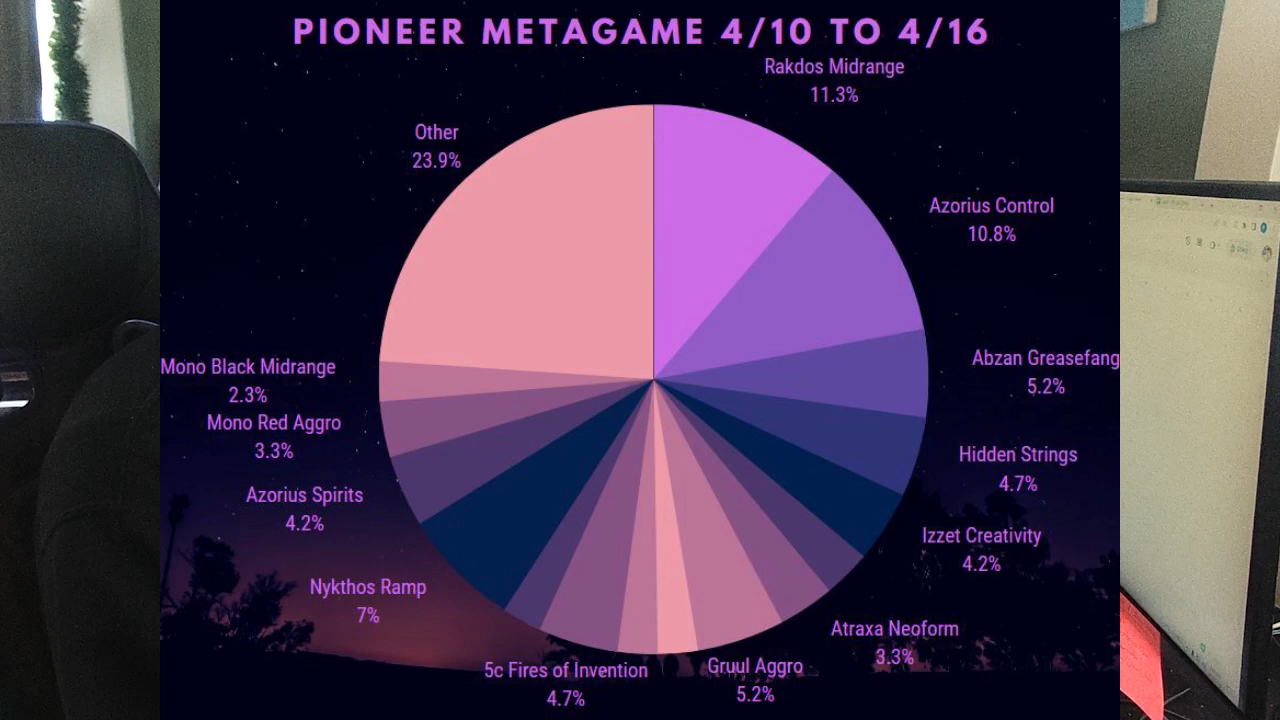 PIONEER METAGAME 4/10 TO 4/16
Rakdos Midrange
11.3%
Azorius Control
10.8%
Abzan Greasefang
5.2%
Hidden Strings
4.7%
Izzet Creativity
4.2%
Atraxa Neoform
3.3%
Gruul Aggro
5.2%
5c Fires of Invention
4.7%
Nykthos Ramp
7%
Azorius Spirits
4.2%
Mono Red Aggro
3.3%
Mono Black Midrange
2.3%
Other
23.9%